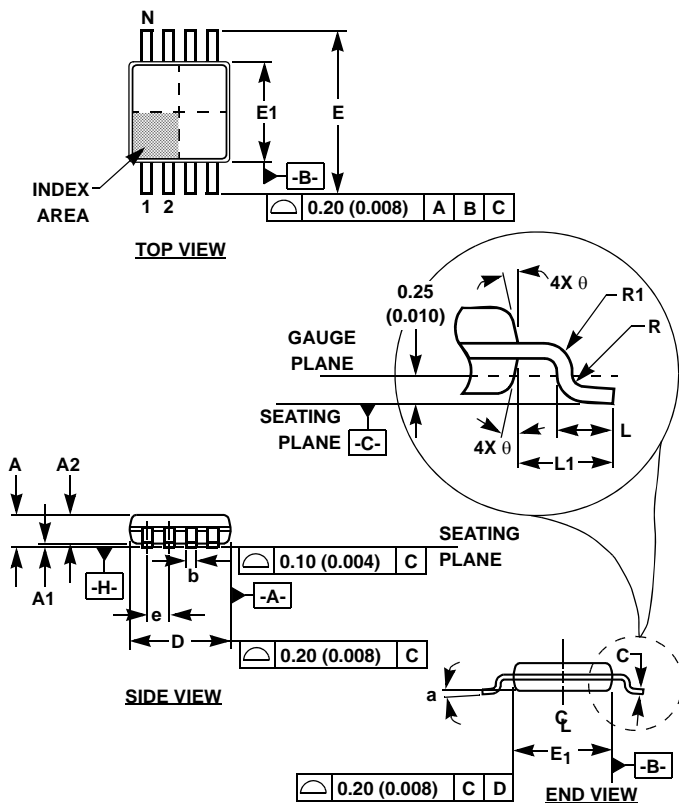 N
E1
E
-B-
INDEX
AREA
1 2
0.20 (0.008) A B C
TOP VIEW
4X θ
R1
R
0.25
(0.010)
GAUGE
PLANE
SEATING
PLANE
-C-
4X θ
L
L1
A
A2
SEATING
PLANE
0.10 (0.004) C
-H-
b
-A-
A1
e
D
0.20 (0.008) C
SIDE VIEW
C
a
CL
E1
-B-
0.20 (0.008) C D
END VIEW